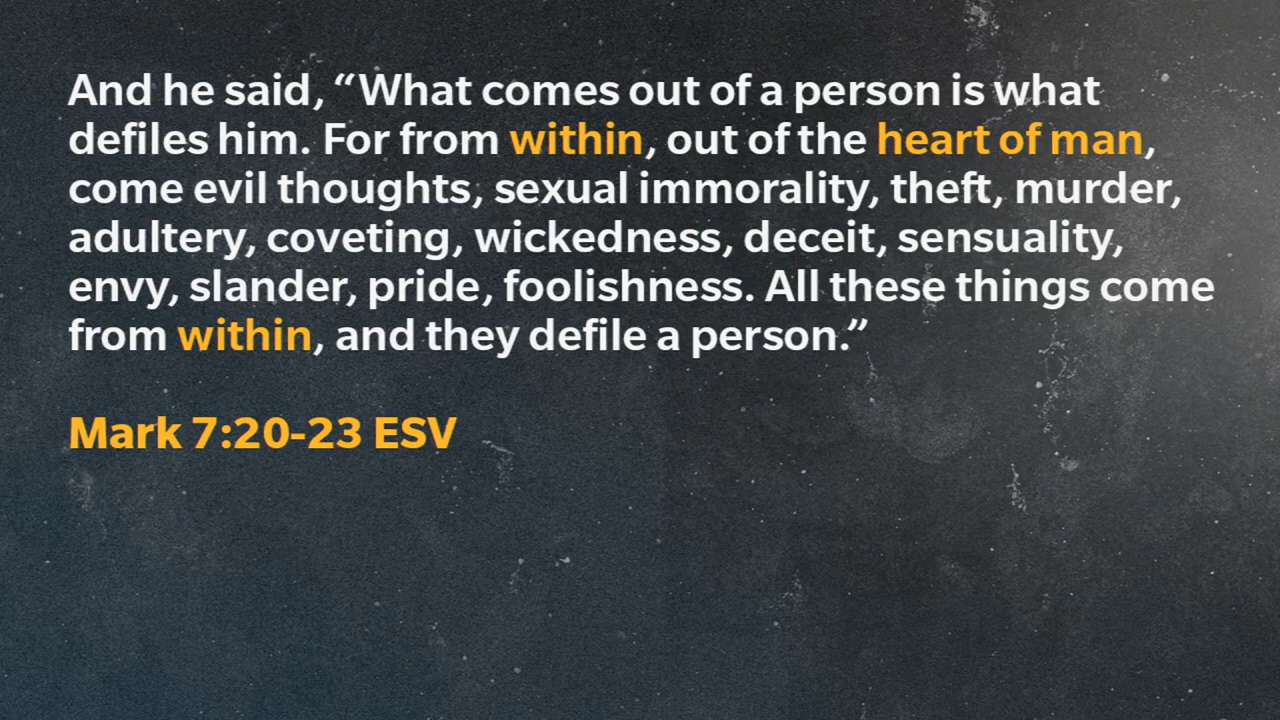 And he said, “What comes out of a person is what
defiles him. For from within, out of the heart of man,
come evil thoughts, sexual immorality, theft, murder,
adultery, coveting, wickedness, deceit, sensuality,
envy, slander, pride, foolishness. All these things come
from within, and they defile a person.”
Mark 7:20-23 ESV